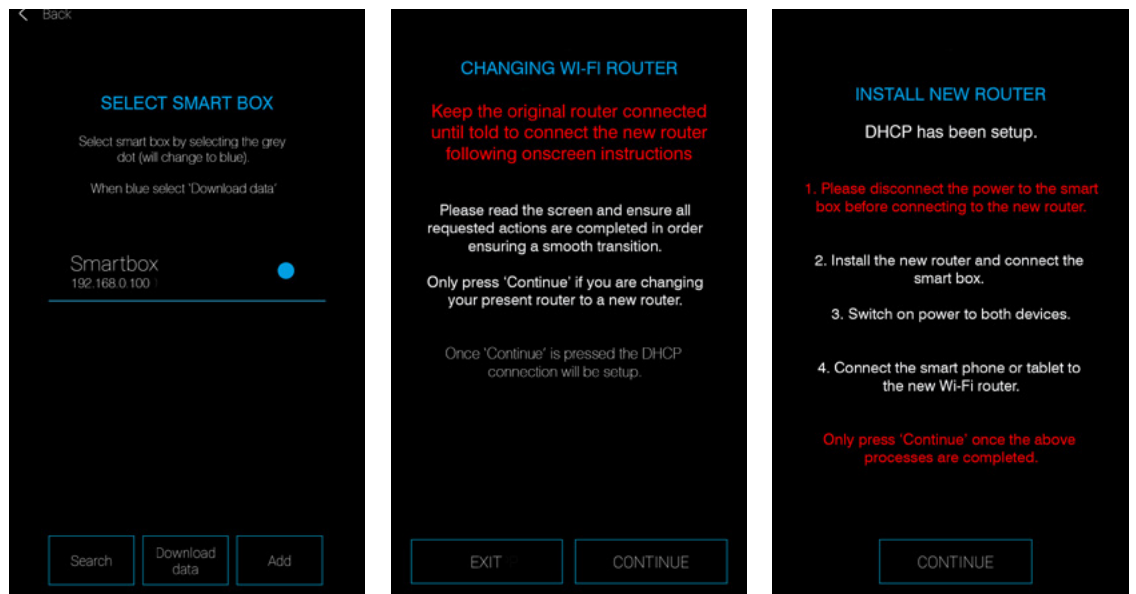 Back
SELECT SMART BOX
Select smart box by selecting the grey
dot (will change to blue).
When blue select 'Download data'
Smartbox
192.168.0.100
Search
Download
data
Add
CHANGING WI-FI ROUTER
Keep the original router connected
until told to connect the new router
following onscreen instructions
Please read the screen and ensure all
requested actions are completed in order
ensuring a smooth transition.
Only press 'Continue' if you are changing
your present router to a new router.
Once 'Continue' is pressed the DHCP
connection will be setup.
EXIT
CONTINUE
INSTALL NEW ROUTER
DHCP has been setup.
1. Please disconnect the power to the smart
box before connecting to the new router.
2. Install the new router and connect the
smart box.
3. Switch on power to both devices.
4. Connect the smart phone or tablet to
the new Wi-Fi router.
Only press 'Continue' once the above
processes are completed.
CONTINUE